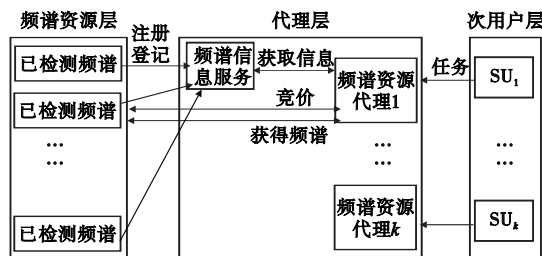 频谱资源层
代理层
次用户层
注册
登记
已检测频谱
频谱信
息服务
获取信息
频谱资源
代理1
任务
SU1
已检测频谱
竞价
获得频谱
...
...
...
...
...
...
已检测频谱
频谱资源
代理k
SUk